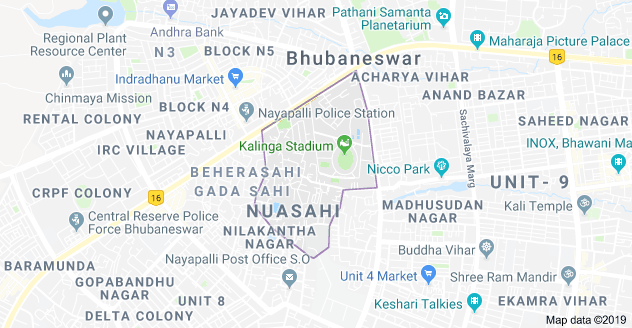 JAYADEV VIHAR
Pathani Samanta
Planetarium
Regional Plant
Resource Center
Andhra Bank
N3
BLOCK N5
Maharaja Picture Palace
Bhubaneswar
16
ACHARYA VIHAR
Indradhanu Market
Chinmaya Mission
ANAND BAZAR
BLOCK N4
Nayapalli Police Station
RENTAL COLONY
Sachivalaya Marg
SAHEED NAGAR
NAYAPALLI
IRC VILLAGE
Kalinga Stadium
INOX, Bhawani Ma
Nicco Park
BEHERASAHI
GADA SAHI
UNIT- 9
CRPF COLONY
16
NUASAHI
MADHUSUDAN
NAGAR
Kali Temple
Central Reserve Police
Force Bhubaneswar
NILAKANTHA
NAGAR
Buddha Vihar
BARAMUNDA
Nayapalli Post Office S.O
GOPABANDHU
NAGAR
Unit 4 Market
Shree Ram Mandir
UNIT 8
Keshari Talkies
EKAMRA VIHAR
DELTA COLONY
Map data ©2019